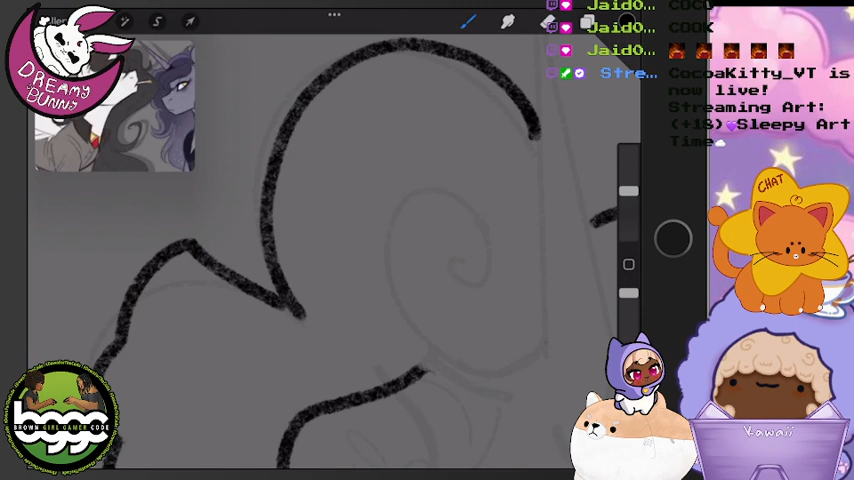 JaidO... COCO
JaidO... COOK
JaidO...
Stre... CocoaKitty_VT is
now live!
Streaming Art:
(+18)💜Sleepy Art
Time☁
DREAMY
BUNNY
CHAT
bggc
BROWN GIRL GAMER CODE
Kawaii